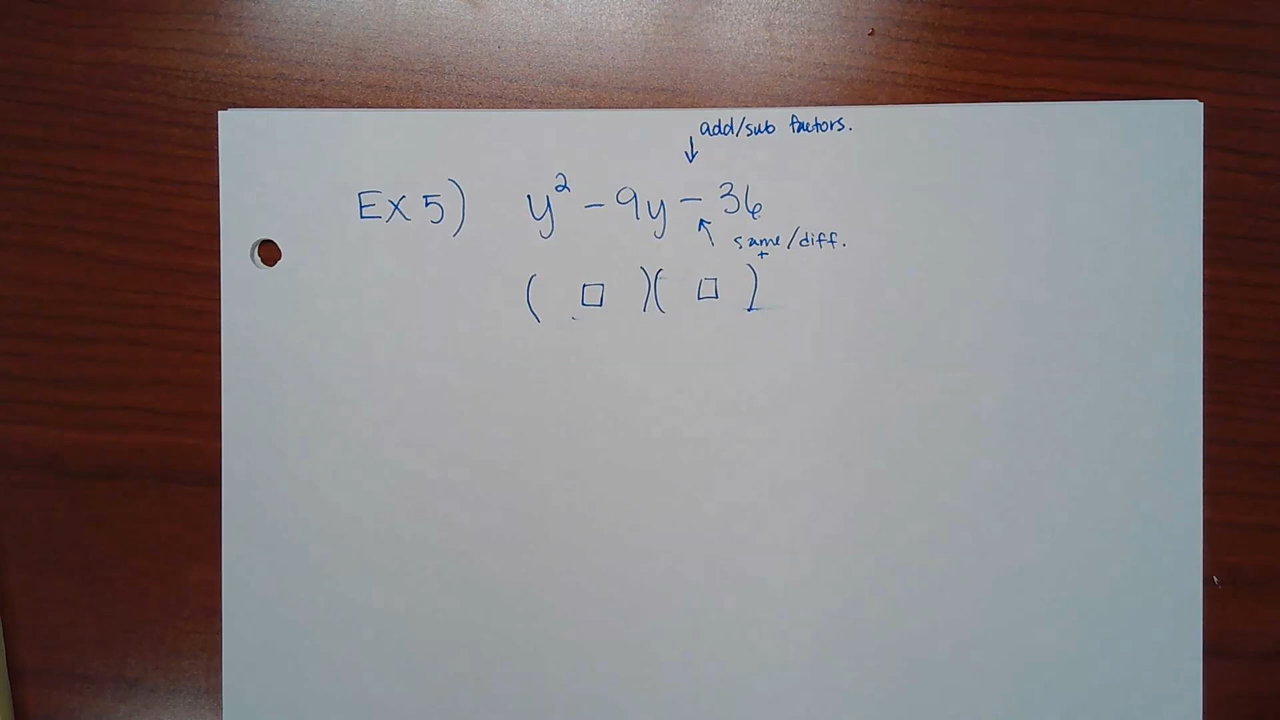 add/sub factors.
↓
Ex 5) y² - 9y - 36
↖ same/diff.
+
( □ )( □ )